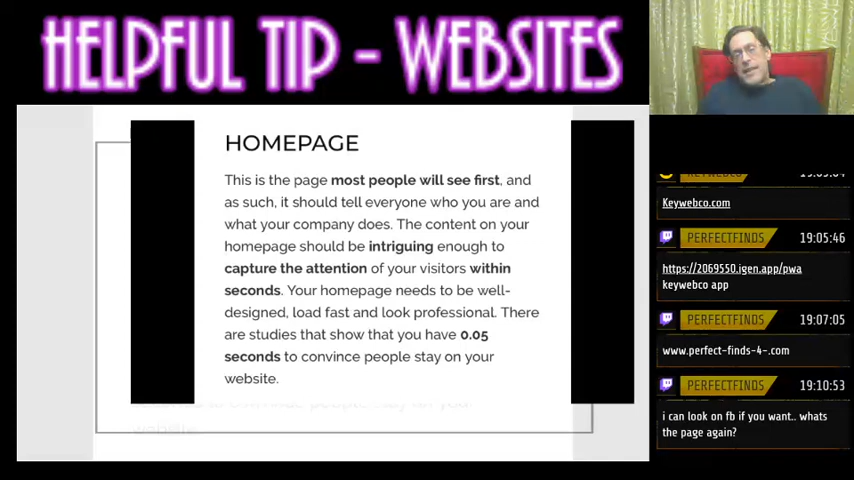 HELPFUL TIP - WEBSITES
HOMEPAGE
This is the page most people will see first, and
as such, it should tell everyone who you are and
what your company does. The content on your
homepage should be intriguing enough to
capture the attention of your visitors within
seconds. Your homepage needs to be well-
designed, load fast and look professional. There
are studies that show that you have 0.05
seconds to convince people stay on your
website.
website.
KEYWEBCO
Keywebco.com
PERFECTFINDS 19:05:46
https://2069550.igen.app/pwa
keywebco app
PERFECTFINDS 19:07:05
www.perfect-finds-4-.com
PERFECTFINDS 19:10:53
i can look on fb if you want.. whats
the page again?